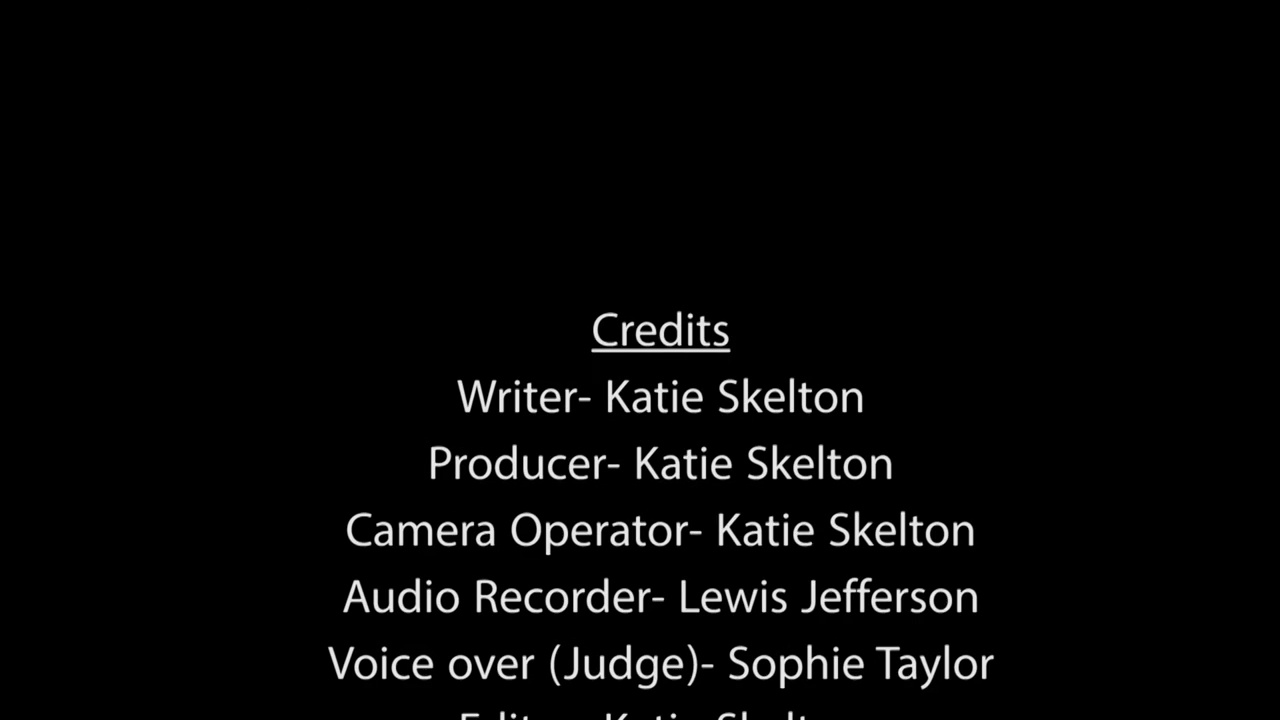 Credits
Writer- Katie Skelton
Producer- Katie Skelton
Camera Operator- Katie Skelton
Audio Recorder- Lewis Jefferson
Voice over (Judge)- Sophie Taylor